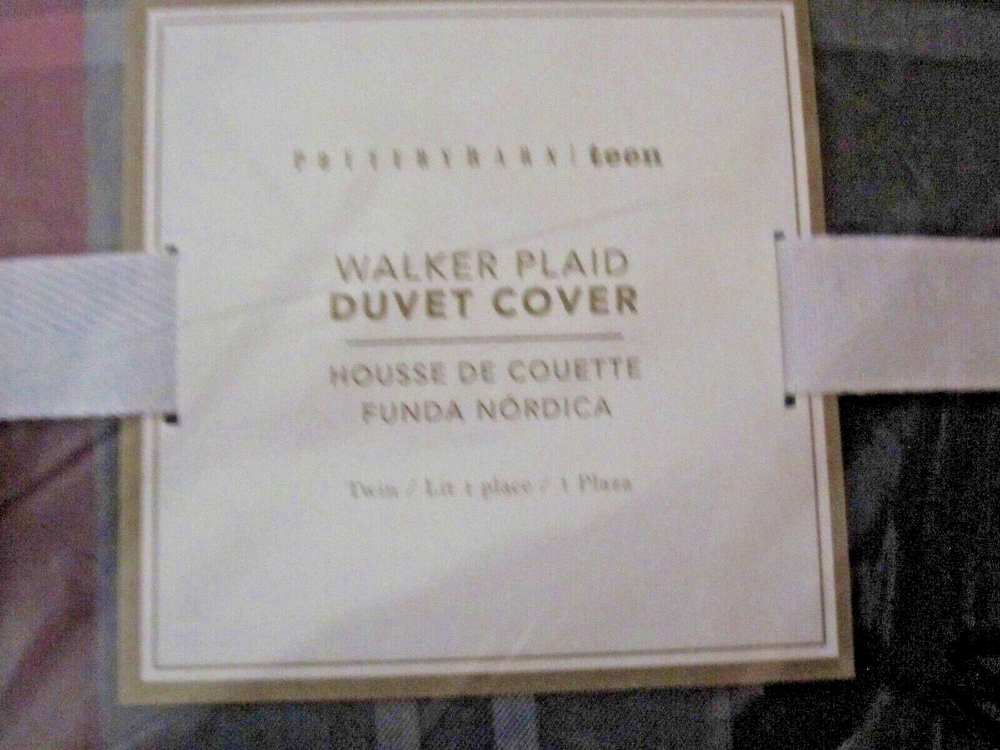 POTTERYBARN | teen
WALKER PLAID
DUVET COVER
HOUSSE DE COUETTE
FUNDA NÓRDICA
Twin / Lit 1 place / 1 Plaza